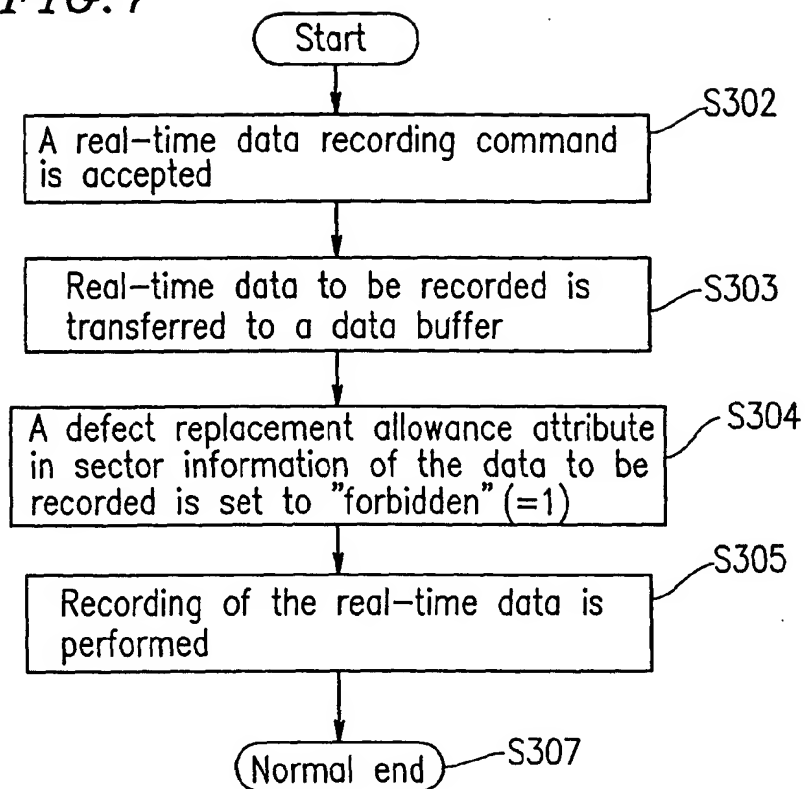 FIG. 7
Start
S302
A real-time data recording command
is accepted
Real-time data to be recorded is
transferred to a data buffer
S303
A defect replacement allowance attribute
in sector information of the data to be
recorded is set to "forbidden" (=1)
S304
S305
Recording of the real-time data is
performed
Normal end
S307